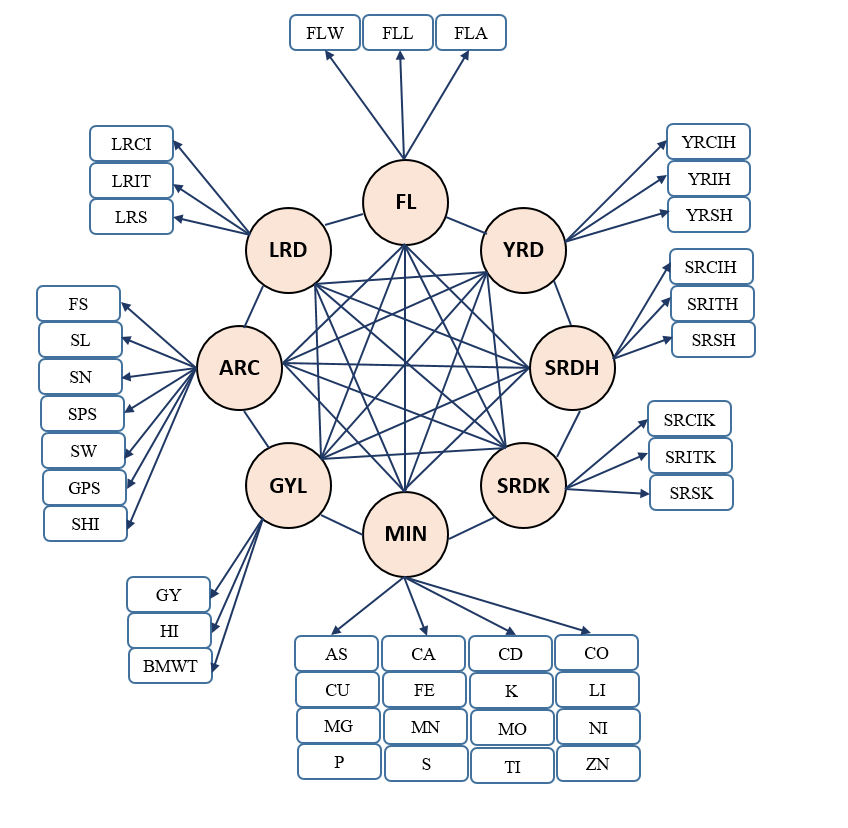 FLW FLL FLA
LRCI
LRIT
LRS
YRCIH
YRIH
YRSH
FL
LRD
YRD
SRCIH
SRITH
SRSH
FS
SL
SN
SPS
SW
GPS
SHI
ARC
SRDH
SRCIK
SRITK
SRSK
GYL
SRDK
MIN
GY
HI
BMWT
AS CA CD CO
CU FE K LI
MG MN MO NI
P S TI ZN